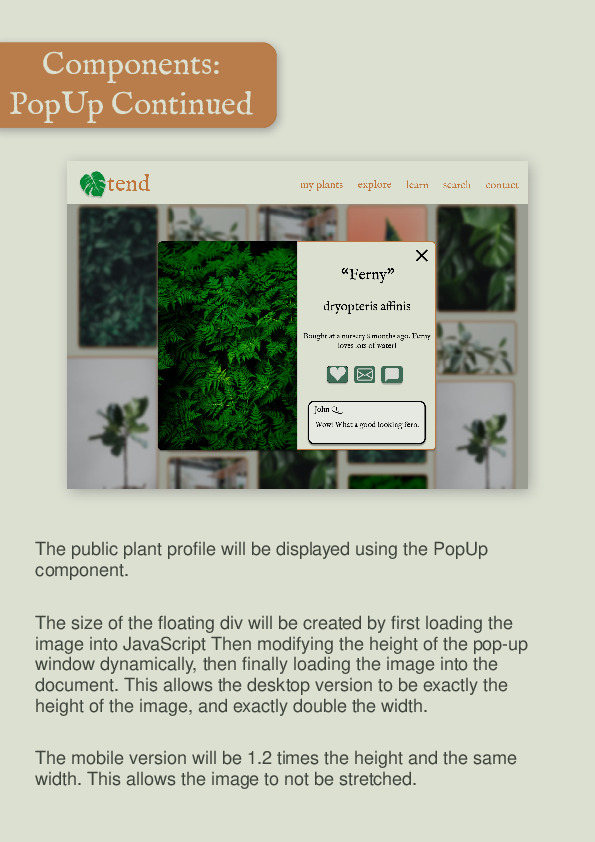 Components:
PopUp Continued
tend
my plants explore learn search contact
“Ferny”
dryopteris affinis
Bought at a nursery 2 months ago. Ferny
loves lots of water!
John Q_
Wow! What a good looking fern.
The public plant profile will be displayed using the PopUp
component.
The size of the floating div will be created by first loading the
image into JavaScript Then modifying the height of the pop-up
window dynamically, then finally loading the image into the
document. This allows the desktop version to be exactly the
height of the image, and exactly double the width.
The mobile version will be 1.2 times the height and the same
width. This allows the image to not be stretched.